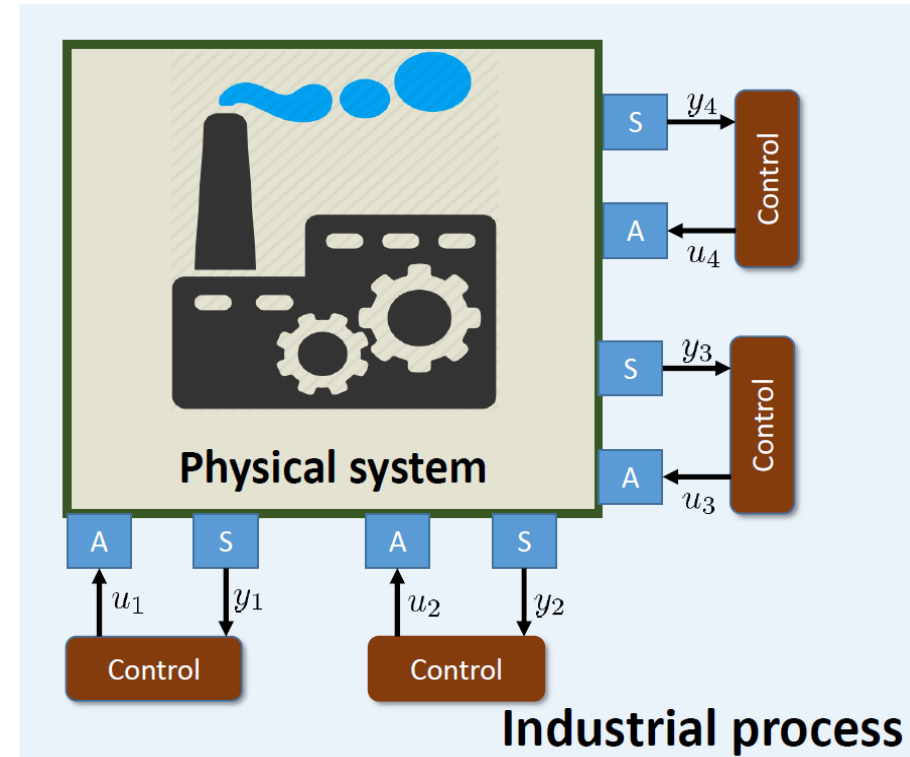 S
y₄
Control
A
u₄
S
y₃
Control
A
u₃
Physical system
A
S
A
S
u₁
y₁
u₂
y₂
Control
Control
Industrial process